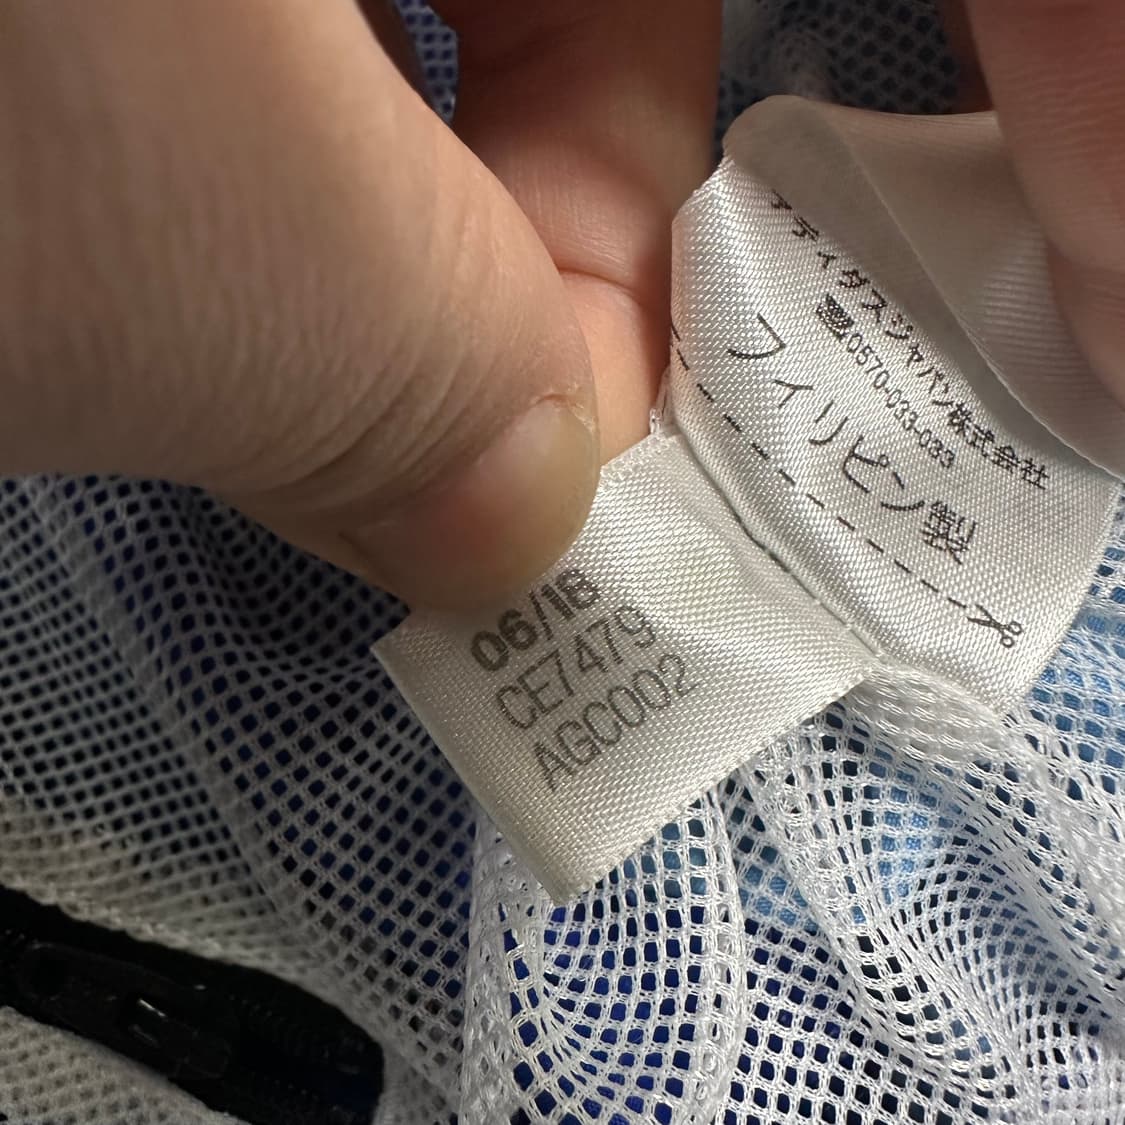 アディダスジャパン株式会社
☎0570-033-033
フィリピン製
06/18
CE7479
AGC002